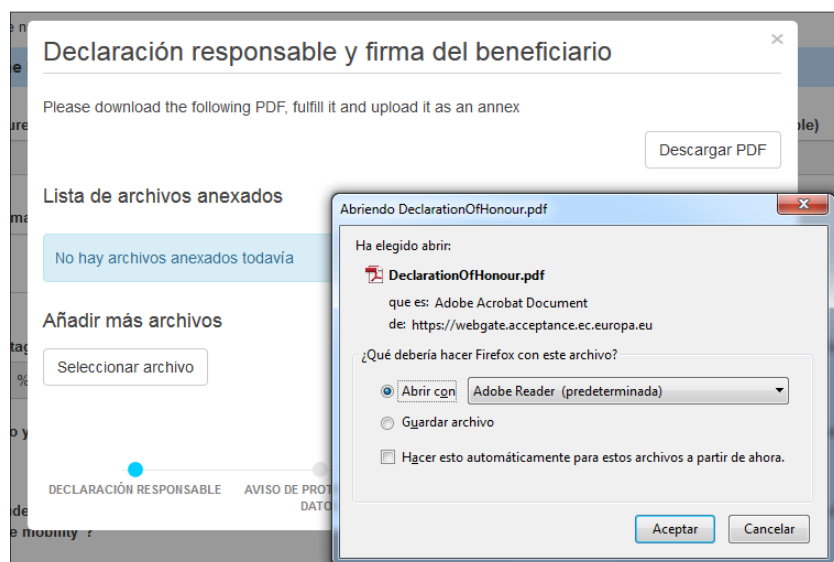 Declaración responsable y firma del beneficiario
×
Please download the following PDF, fulfill it and upload it as an annex
Descargar PDF
Lista de archivos anexados
No hay archivos anexados todavía
Añadir más archivos
Seleccionar archivo
DECLARACIÓN RESPONSABLE
AVISO DE PROT
DATO
Abriendo DeclarationOfHonour.pdf
Ha elegido abrir:
DeclarationOfHonour.pdf
que es: Adobe Acrobat Document
de: https://webgate.acceptance.ec.europa.eu
¿Qué debería hacer Firefox con este archivo?
Abrir con
Adobe Reader (predeterminada)
Guardar archivo
Hacer esto automáticamente para estos archivos a partir de ahora.
Aceptar
Cancelar
e mobility ?